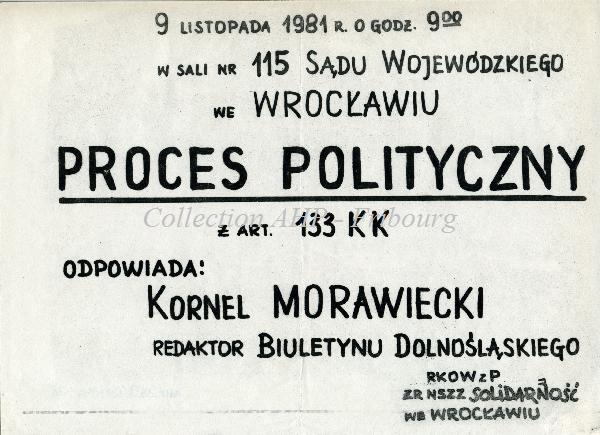 9 LISTOPADA 1981 R. O GODZ. 9⁰⁰
W SALI NR 115 SĄDU WOJEWÓDZKIEGO
WE WROCŁAWIU
PROCES POLITYCZNY
Collection AHP - Fribourg
Z ART. 133 KK
ODPOWIADA:
KORNEL MORAWIECKI
REDAKTOR BIULETYNU DOLNOŚLĄSKIEGO
RKOWzP
ZR NSZZ SOLIDARNOŚĆ
WE WROCŁAWIU